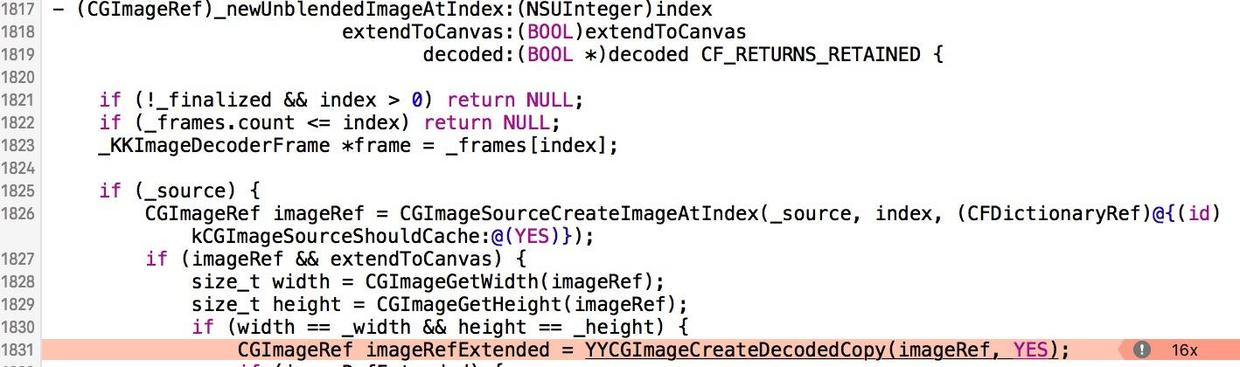 1817 - (CGImageRef)_newUnblendedImageAtIndex:(NSUInteger)index
1818 extendToCanvas:(BOOL)extendToCanvas
1819 decoded:(BOOL *)decoded CF_RETURNS_RETAINED {
1820
1821 if (!_finalized && index > 0) return NULL;
1822 if (_frames.count <= index) return NULL;
1823 _KKImageDecoderFrame *frame = _frames[index];
1824
1825 if (_source) {
1826 CGImageRef imageRef = CGImageSourceCreateImageAtIndex(_source, index, (CFDictionaryRef)@{(id)
kCGImageSourceShouldCache:@(YES)});
1827 if (imageRef && extendToCanvas) {
1828 size_t width = CGImageGetWidth(imageRef);
1829 size_t height = CGImageGetHeight(imageRef);
1830 if (width == _width && height == _height) {
1831 CGImageRef imageRefExtended = YYCGImageCreateDecodedCopy(imageRef, YES); 16x